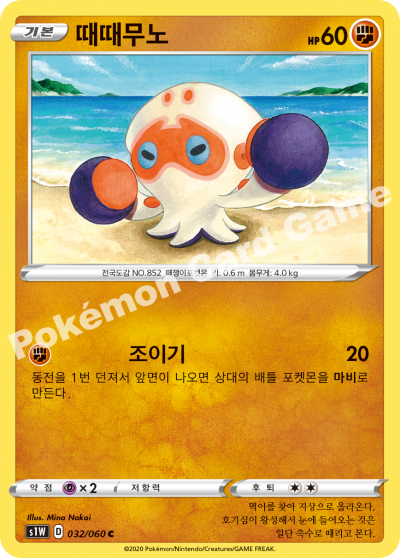 기본 때때무노 HP 60
전국도감 NO.852 떼쟁이포켓몬 키: 0.6 m 몸무게: 4.0 kg
Pokémon Card Game
조이기 20
동전을 1번 던져서 앞면이 나오면 상대의 배틀 포켓몬을 마비로
만든다.
약점 ×2 저항력 후퇴
Illus. Mina Nakai
먹이를 찾아 지상으로 올라온다.
호기심이 왕성해서 눈에 들어오는 것은
일단 촉수로 때리고 본다.
s1W D 032/060 C
©2020 Pokémon/Nintendo/Creatures/GAME FREAK.